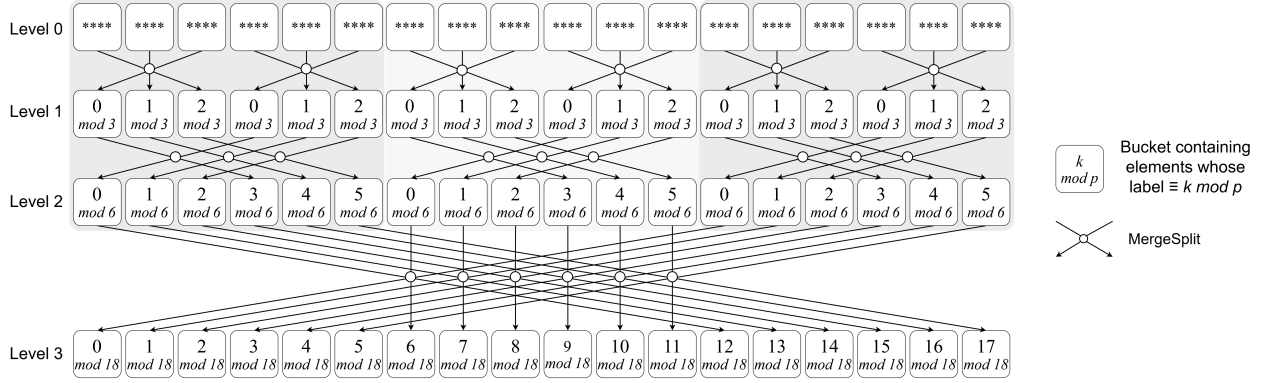 Level 0 **** **** **** **** **** **** **** **** **** **** **** **** **** **** **** **** **** ****
Level 1 0 1 2 0 1 2 0 1 2 0 1 2 0 1 2 0 1 2
mod 3 mod 3 mod 3 mod 3 mod 3 mod 3 mod 3 mod 3 mod 3 mod 3 mod 3 mod 3 mod 3 mod 3 mod 3 mod 3 mod 3 mod 3
Level 2 0 1 2 3 4 5 0 1 2 3 4 5 0 1 2 3 4 5
mod 6 mod 6 mod 6 mod 6 mod 6 mod 6 mod 6 mod 6 mod 6 mod 6 mod 6 mod 6 mod 6 mod 6 mod 6 mod 6 mod 6 mod 6
Level 3 0 1 2 3 4 5 6 7 8 9 10 11 12 13 14 15 16 17
mod 18 mod 18 mod 18 mod 18 mod 18 mod 18 mod 18 mod 18 mod 18 mod 18 mod 18 mod 18 mod 18 mod 18 mod 18 mod 18 mod 18 mod 18
k
mod p
Bucket containing
elements whose
label ≡ k mod p
MergeSplit